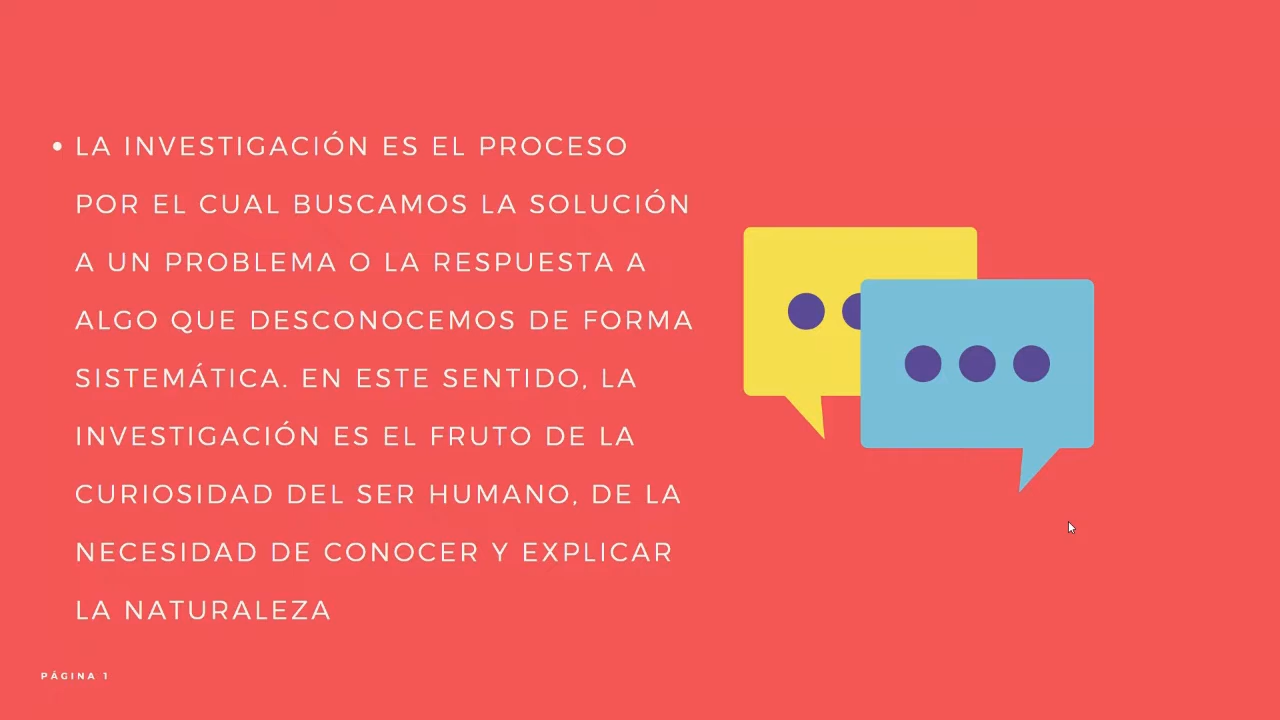 • LA INVESTIGACIÓN ES EL PROCESO
POR EL CUAL BUSCAMOS LA SOLUCIÓN
A UN PROBLEMA O LA RESPUESTA A
ALGO QUE DESCONOCEMOS DE FORMA
SISTEMÁTICA. EN ESTE SENTIDO, LA
INVESTIGACIÓN ES EL FRUTO DE LA
CURIOSIDAD DEL SER HUMANO, DE LA
NECESIDAD DE CONOCER Y EXPLICAR
LA NATURALEZA
PÁGINA 1